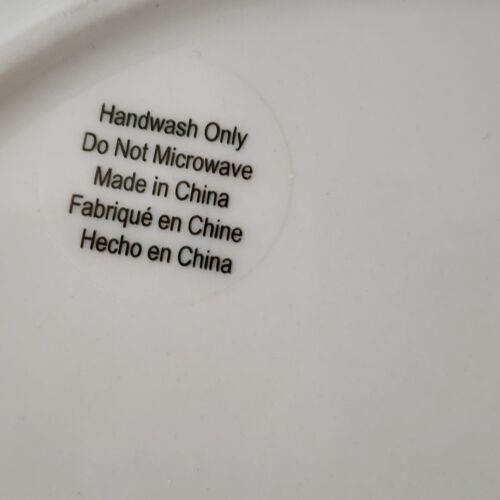 Handwash Only
Do Not Microwave
Made in China
Fabriqué en Chine
Hecho en China